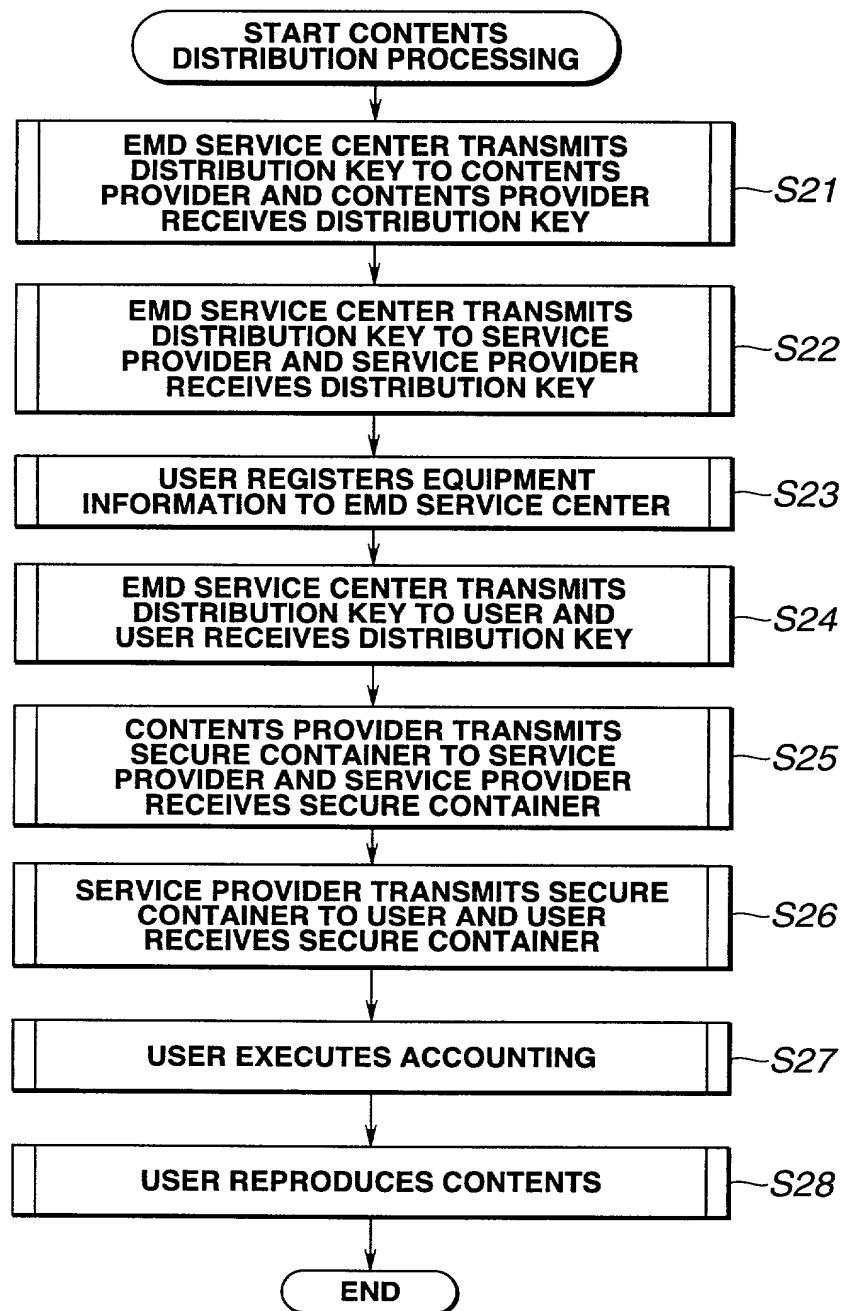 START CONTENTS
DISTRIBUTION PROCESSING
EMD SERVICE CENTER TRANSMITS
DISTRIBUTION KEY TO CONTENTS
PROVIDER AND CONTENTS PROVIDER
RECEIVES DISTRIBUTION KEY
S21
EMD SERVICE CENTER TRANSMITS
DISTRIBUTION KEY TO SERVICE
PROVIDER AND SERVICE PROVIDER
RECEIVES DISTRIBUTION KEY
S22
USER REGISTERS EQUIPMENT
INFORMATION TO EMD SERVICE CENTER
S23
EMD SERVICE CENTER TRANSMITS
DISTRIBUTION KEY TO USER AND
USER RECEIVES DISTRIBUTION KEY
S24
CONTENTS PROVIDER TRANSMITS
SECURE CONTAINER TO SERVICE
PROVIDER AND SERVICE PROVIDER
RECEIVES SECURE CONTAINER
S25
SERVICE PROVIDER TRANSMITS SECURE
CONTAINER TO USER AND USER
RECEIVES SECURE CONTAINER
S26
USER EXECUTES ACCOUNTING
S27
USER REPRODUCES CONTENTS
S28
END